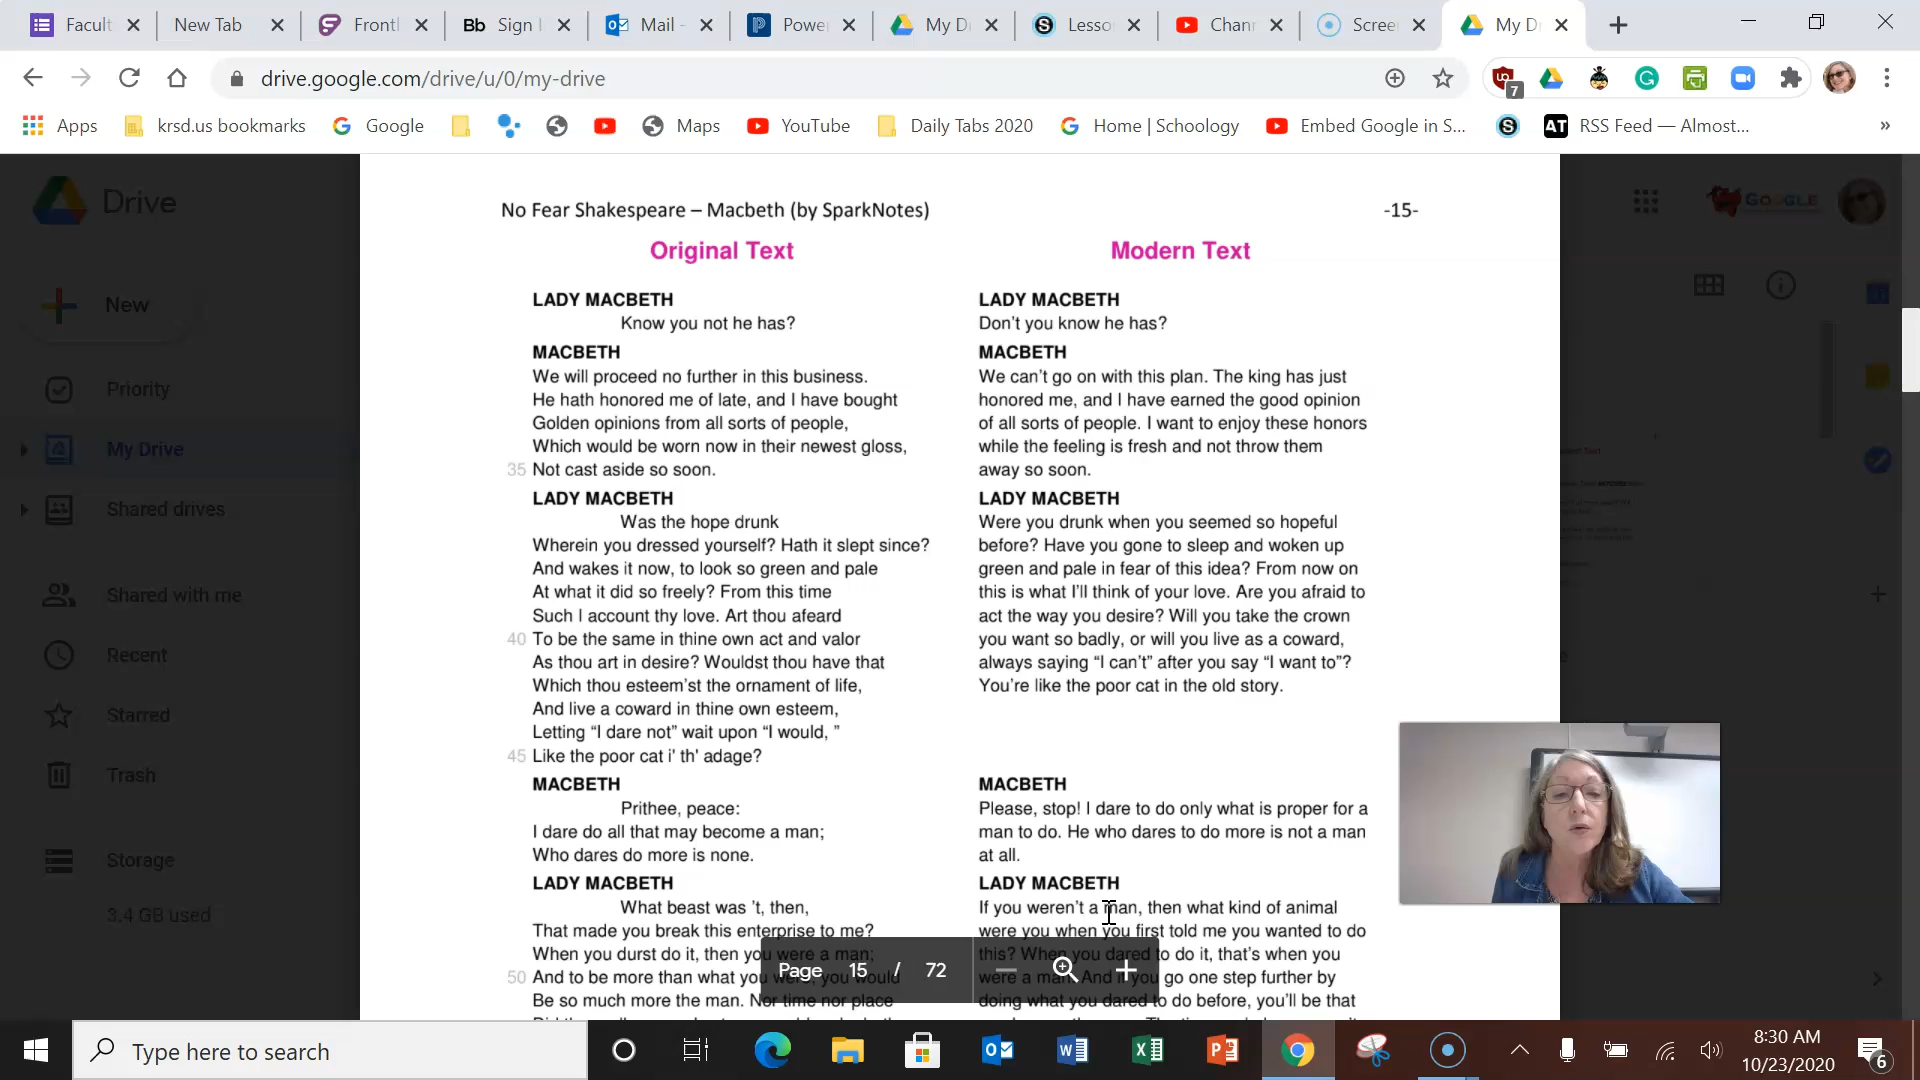 Facult
New Tab
Frontl
Bb Sign I
Mail -
Power
My Dr
Lesso
Chann
Scree
My Dr
drive.google.com/drive/u/0/my-drive
7
Apps
krsd.us bookmarks
Google
Maps
YouTube
Daily Tabs 2020
Home | Schoology
Embed Google in S...
AT RSS Feed — Almost...
»
Drive
New
Priority
My Drive
Shared drives
Shared with me
Recent
Starred
Trash
Storage
3.4 GB used
GOOGLE
No Fear Shakespeare – Macbeth (by SparkNotes)
-15-
Original Text
LADY MACBETH
Know you not he has?
MACBETH
We will proceed no further in this business.
He hath honored me of late, and I have bought
Golden opinions from all sorts of people,
Which would be worn now in their newest gloss,
35 Not cast aside so soon.
LADY MACBETH
Was the hope drunk
Wherein you dressed yourself? Hath it slept since?
And wakes it now, to look so green and pale
At what it did so freely? From this time
Such I account thy love. Art thou afeard
40 To be the same in thine own act and valor
As thou art in desire? Wouldst thou have that
Which thou esteem'st the ornament of life,
And live a coward in thine own esteem,
Letting “I dare not” wait upon “I would, ”
45 Like the poor cat i' th' adage?
MACBETH
Prithee, peace:
I dare do all that may become a man;
Who dares do more is none.
LADY MACBETH
What beast was 't, then,
That made you break this enterprise to me?
When you durst do it, then you were a man;
50 And to be more than what you were, you would
Be so much more the man. Nor time nor place
Modern Text
LADY MACBETH
Don't you know he has?
MACBETH
We can't go on with this plan. The king has just
honored me, and I have earned the good opinion
of all sorts of people. I want to enjoy these honors
while the feeling is fresh and not throw them
away so soon.
LADY MACBETH
Were you drunk when you seemed so hopeful
before? Have you gone to sleep and woken up
green and pale in fear of this idea? From now on
this is what I'll think of your love. Are you afraid to
act the way you desire? Will you take the crown
you want so badly, or will you live as a coward,
always saying “I can't” after you say “I want to”?
You're like the poor cat in the old story.
MACBETH
Please, stop! I dare to do only what is proper for a
man to do. He who dares to do more is not a man
at all.
LADY MACBETH
If you weren't a man, then what kind of animal
were you when you first told me you wanted to do
this? When you dared to do it, that's when you
were a man. And if you go one step further by
doing what you dared to do before, you'll be that
Page 15 / 72
Type here to search
8:30 AM
10/23/2020
6